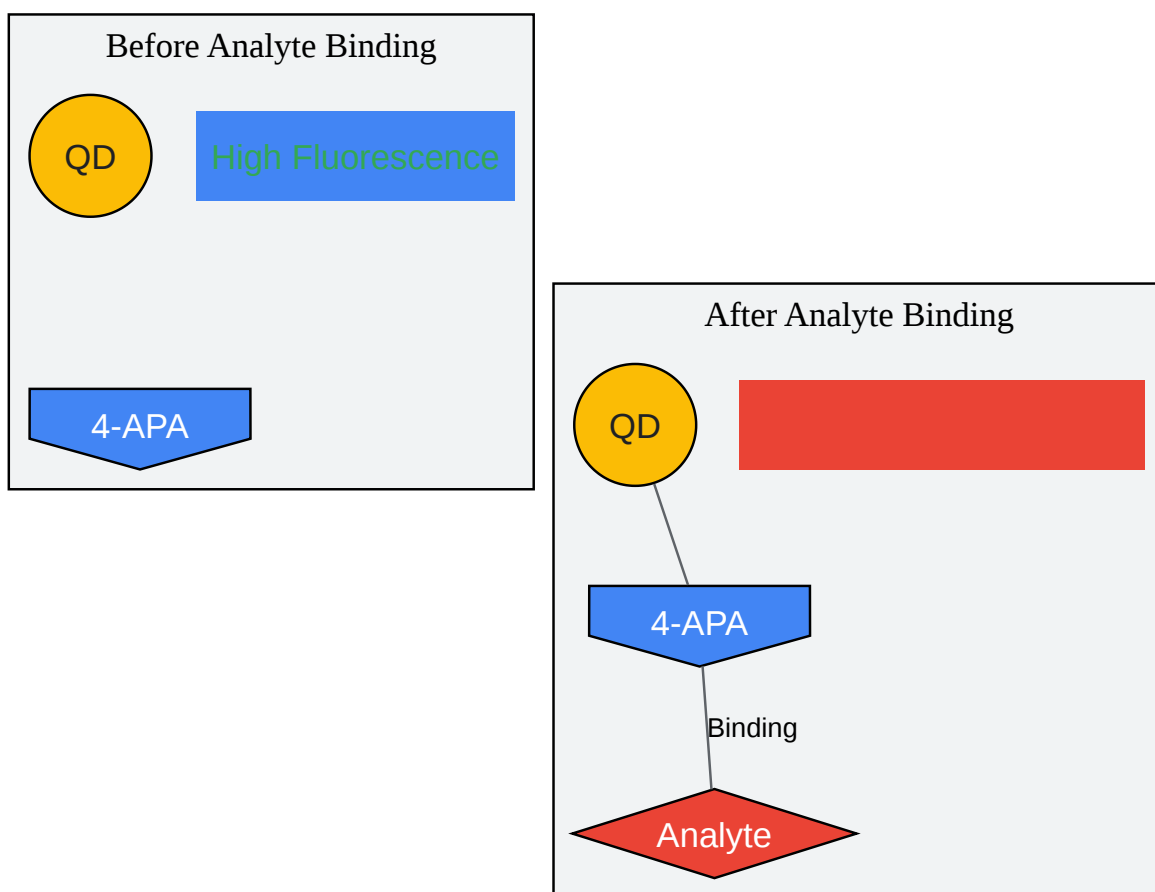 Before Analyte Binding
QD
High Fluorescence
4-APA
After Analyte Binding
QD
4-APA
Binding
Analyte